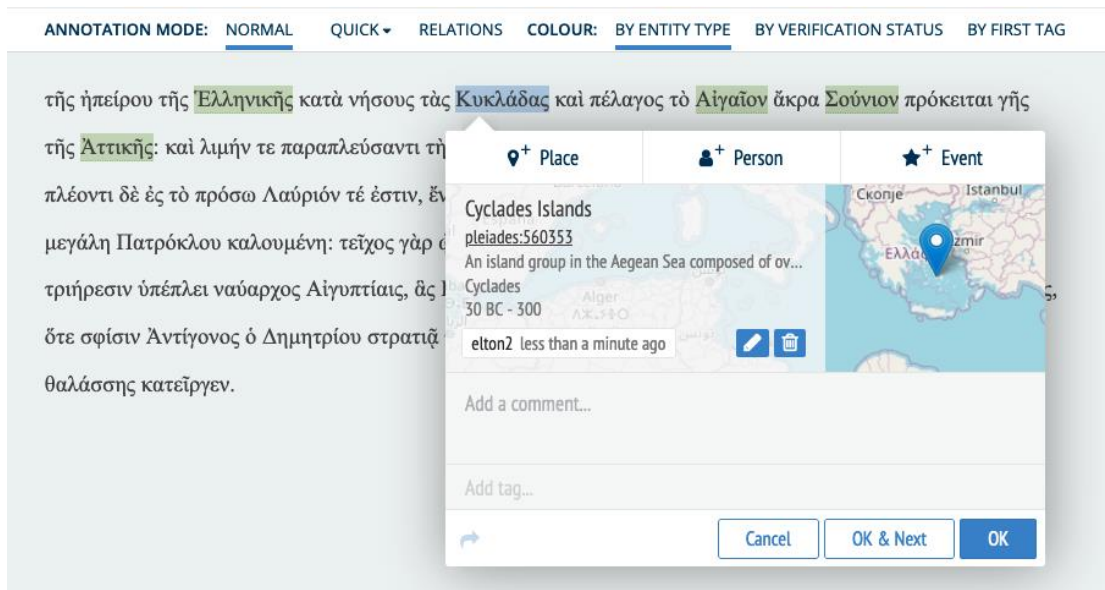 ANNOTATION MODE: NORMAL QUICK RELATIONS COLOUR: BY ENTITY TYPE BY VERIFICATION STATUS BY FIRST TAG
τῆς ἠπείρου τῆς Ἑλληνικῆς κατὰ νήσους τὰς Κυκλάδας καὶ πέλαγος τὸ Αἰγαῖον ἄκρα Σούνιον πρόκειται γῆς
τῆς Ἀττικῆς: καὶ λιμήν τε παραπλεύσαντι τὴ
πλέοντι δὲ ἐς τὸ πρόσω Λαύριόν τέ ἐστιν, ἔν
μεγάλη Πατρόκλου καλουμένη: τεῖχος γὰρ
τριήρεσιν ὑπέπλει ναύαρχος Αἰγυπτίαις, ἃς
ὅτε σφίσιν Ἀντίγονος ὁ Δημητρίου στρατιᾷ
θαλάσσης κατεῖργεν.
+ Place + Person + Event
Cyclades Islands
pleiades:560353
An island group in the Aegean Sea composed of ov...
Cyclades
30 BC - 300
elton2 less than a minute ago
Скопје Istanbul
Ελλάδ zmir
Alger
Add a comment...
Add tag...
Cancel OK & Next OK